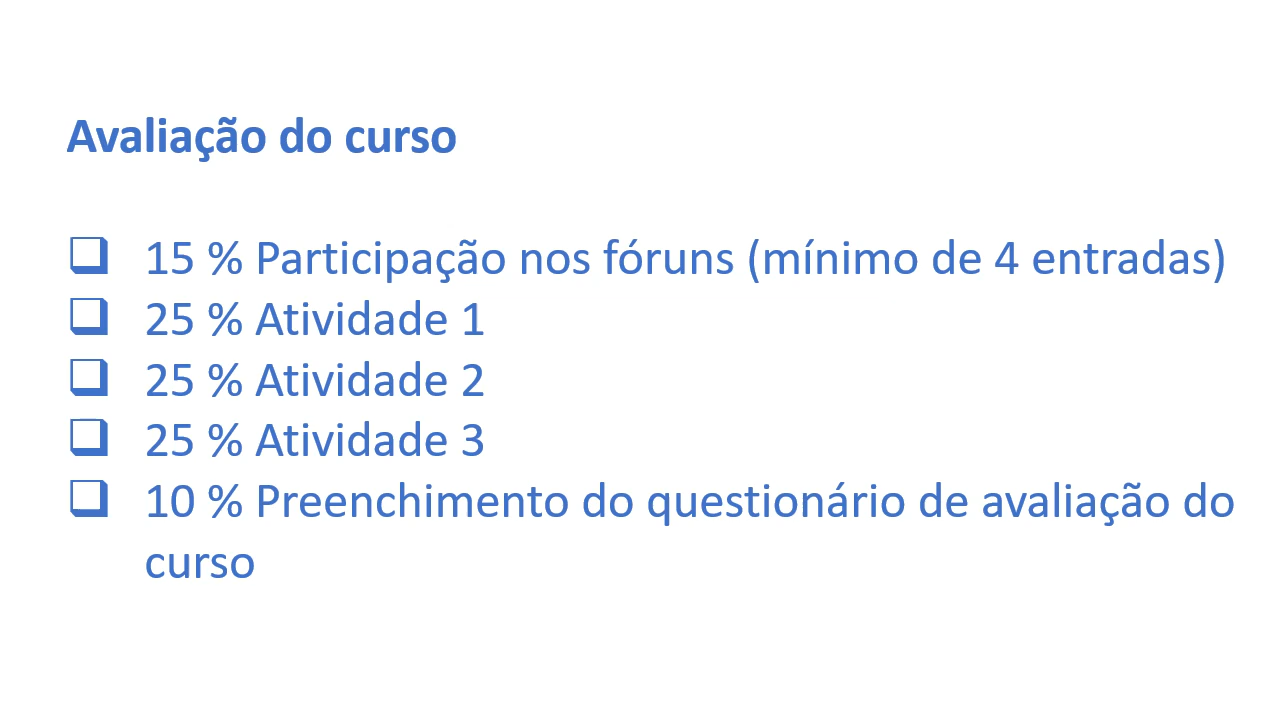 Avaliação do curso
❑ 15 % Participação nos fóruns (mínimo de 4 entradas)
❑ 25 % Atividade 1
❑ 25 % Atividade 2
❑ 25 % Atividade 3
❑ 10 % Preenchimento do questionário de avaliação do
curso